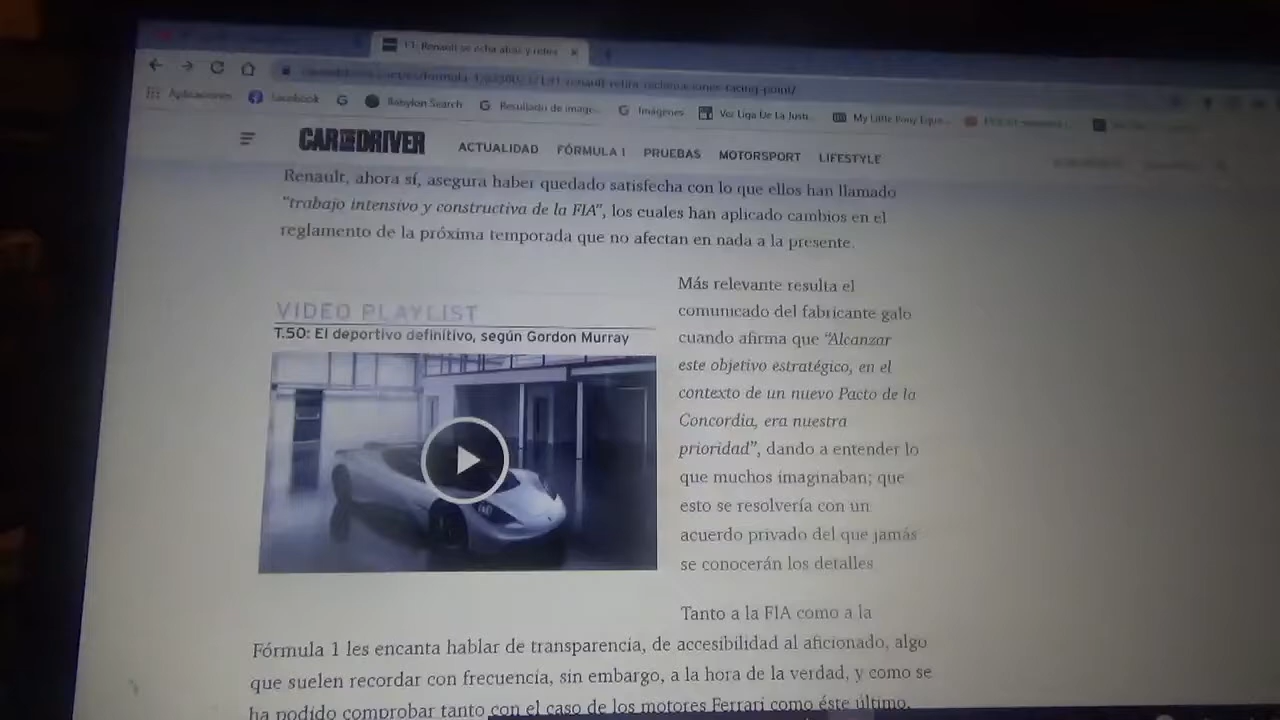 F1: Renault se echa atrás y retira
Aplicaciones
Facebook
G
Babylon Search
G Resultado de image...
G Imágenes
Ver Liga De La Justi...
My Little Pony Eque...
CAR AND DRIVER
ACTUALIDAD FÓRMULA 1 PRUEBAS MOTORSPORT LIFESTYLE
Renault, ahora sí, asegura haber quedado satisfecha con lo que ellos han llamado
"trabajo intensivo y constructiva de la FIA", los cuales han aplicado cambios en el
reglamento de la próxima temporada que no afectan en nada a la presente.
VIDEO PLAYLIST
T.50: El deportivo definitivo, según Gordon Murray
Más relevante resulta el
comunicado del fabricante galo
cuando afirma que "Alcanzar
este objetivo estratégico, en el
contexto de un nuevo Pacto de la
Concordia, era nuestra
prioridad", dando a entender lo
que muchos imaginaban; que
esto se resolvería con un
acuerdo privado del que jamás
se conocerán los detalles
Tanto a la FIA como a la
Fórmula 1 les encanta hablar de transparencia, de accesibilidad al aficionado, algo
que suelen recordar con frecuencia, sin embargo, a la hora de la verdad, y como se
ha podido comprobar tanto con el caso de los motores Ferrari como éste último,